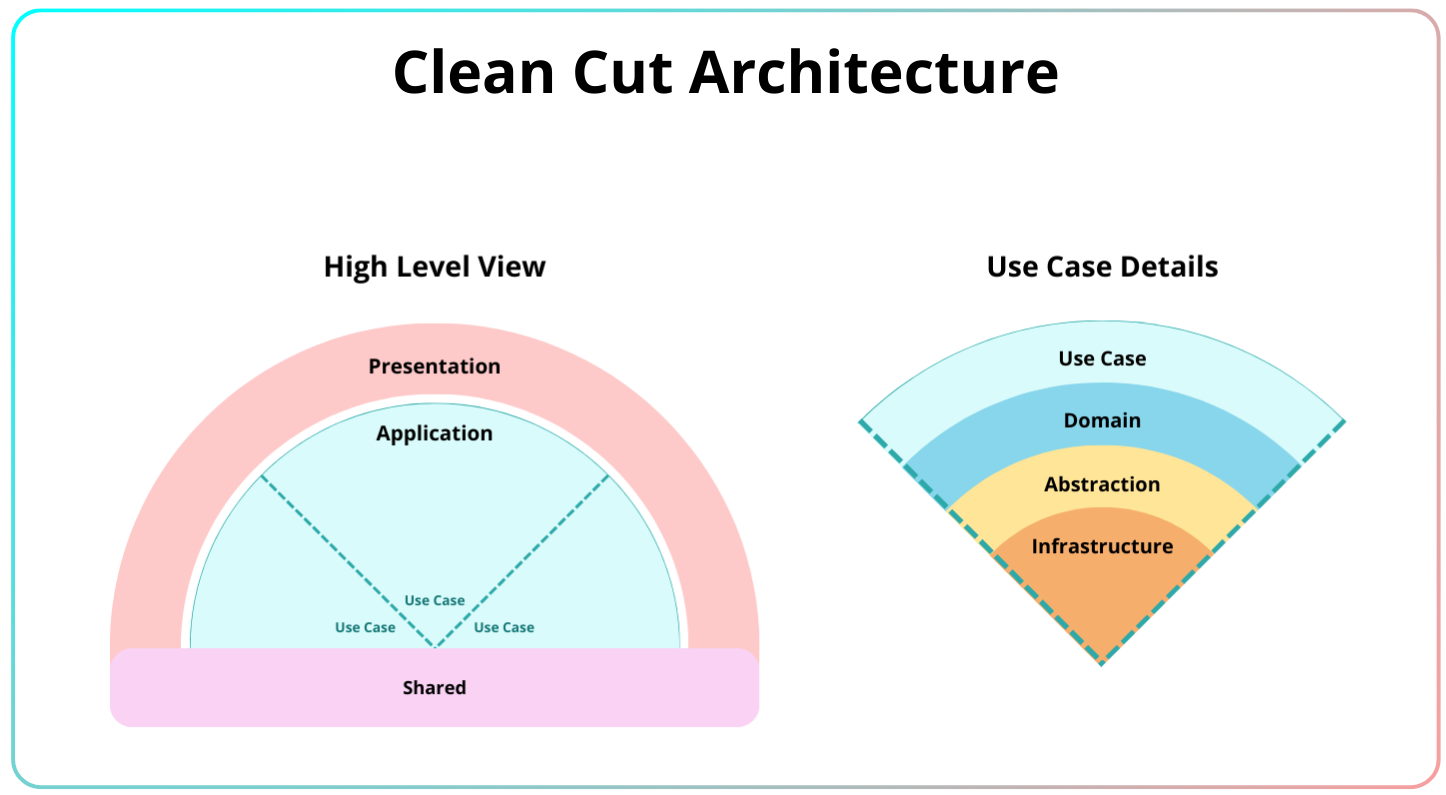 Clean Cut Architecture
High Level View
Presentation
Application
Use Case
Use Case
Use Case
Shared
Use Case Details
Use Case
Domain
Abstraction
Infrastructure